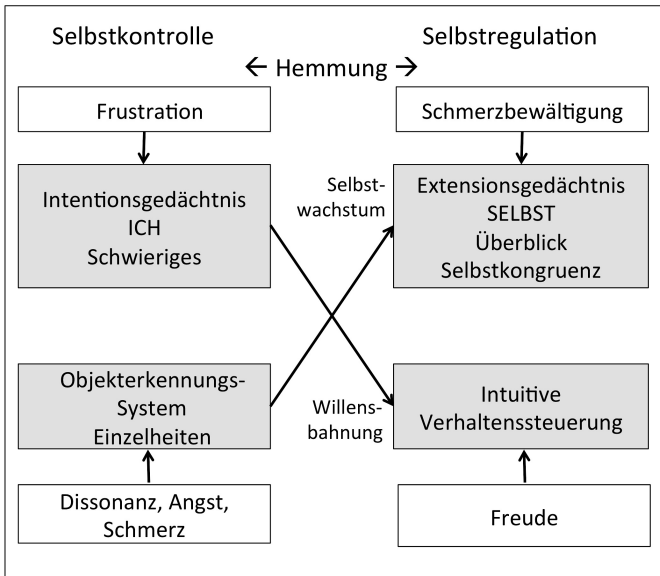 Selbstkontrolle
Selbstregulation
← Hemmung →
Frustration
Schmerzbewältigung
Intentionsgedächtnis
ICH
Schwieriges
Selbst-
wachstum
Extensionsgedächtnis
SELBST
Überblick
Selbstkongruenz
Objekterkennungs-
System
Einzelheiten
Willens-
bahnung
Intuitive
Verhaltenssteuerung
Dissonanz, Angst,
Schmerz
Freude